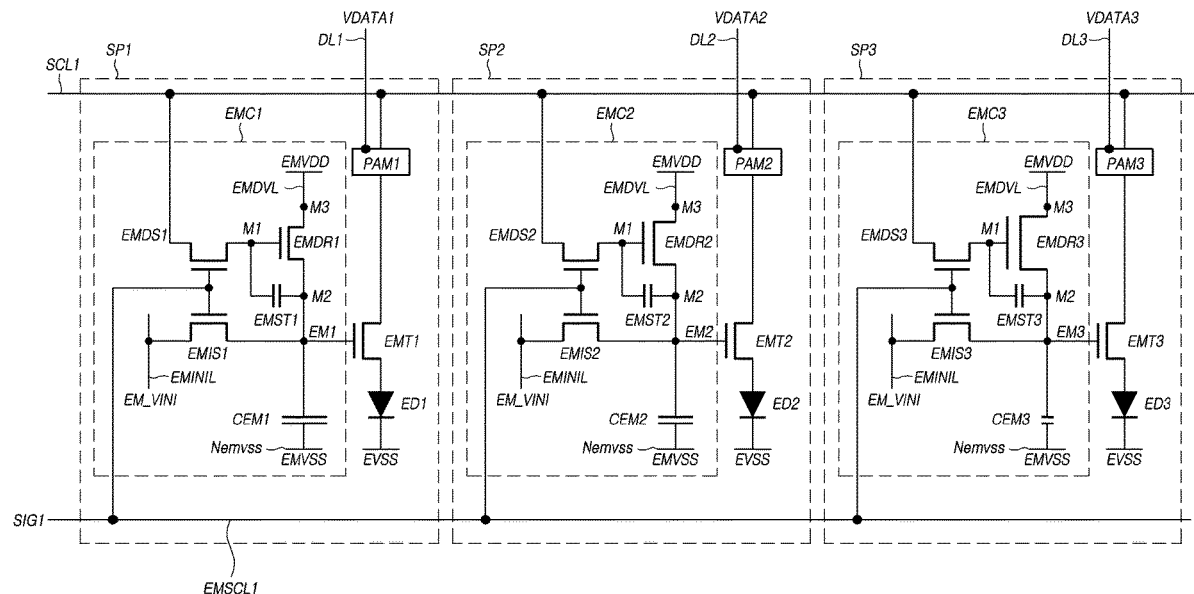 VDATA1
VDATA2
VDATA3
DL1
DL2
DL3
SP1
SP2
SP3
SCL1
EMC1
EMC2
EMC3
PAM1
PAM2
PAM3
EMVDD
EMVDD
EMVDD
EMDVL
EMDVL
EMDVL
M3
M3
M3
EMDS1
M1
EMDR1
EMDS2
M1
EMDR2
EMDS3
M1
EMDR3
M2
M2
M2
EMST1
EMST2
EMST3
EM1
EMT1
EM2
EMT2
EM3
EMT3
EMIS1
EMIS2
EMIS3
EMINIL
EMINIL
EMINIL
EM_VINI
EM_VINI
EM_VINI
CEM1
ED1
CEM2
ED2
CEM3
ED3
Nemvss
EMVSS
EVSS
Nemvss
EMVSS
EVSS
Nemvss
EMVSS
EVSS
SIG1
EMSCL1